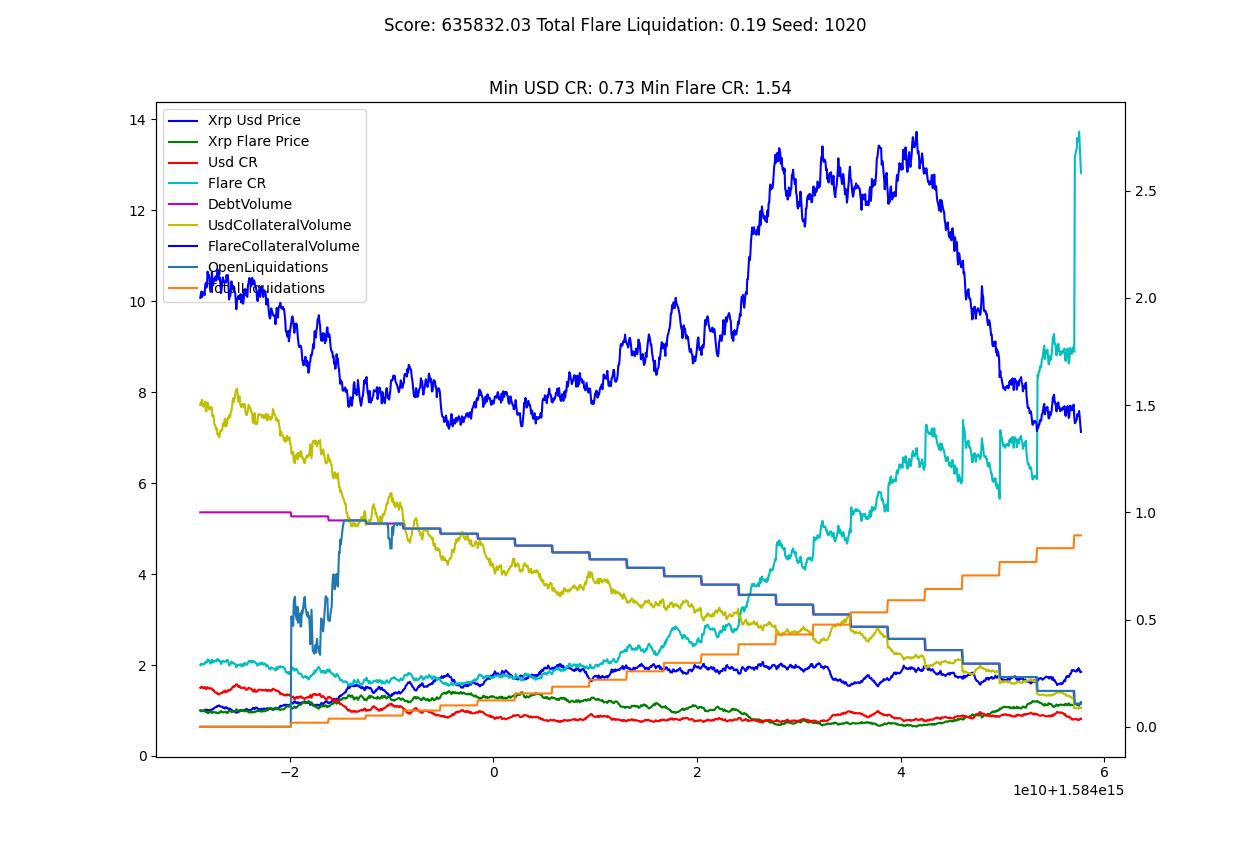 Score: 635832.03 Total Flare Liquidation: 0.19 Seed: 1020
Min USD CR: 0.73 Min Flare CR: 1.54
Xrp Usd Price
Xrp Flare Price
Usd CR
Flare CR
DebtVolume
UsdCollateralVolume
FlareCollateralVolume
OpenLiquidations
TotalLiquidations
14
12
10
8
6
4
2
0
2.5
2.0
1.5
1.0
0.5
0.0
−2
0
2
4
6
1e10+1.584e15